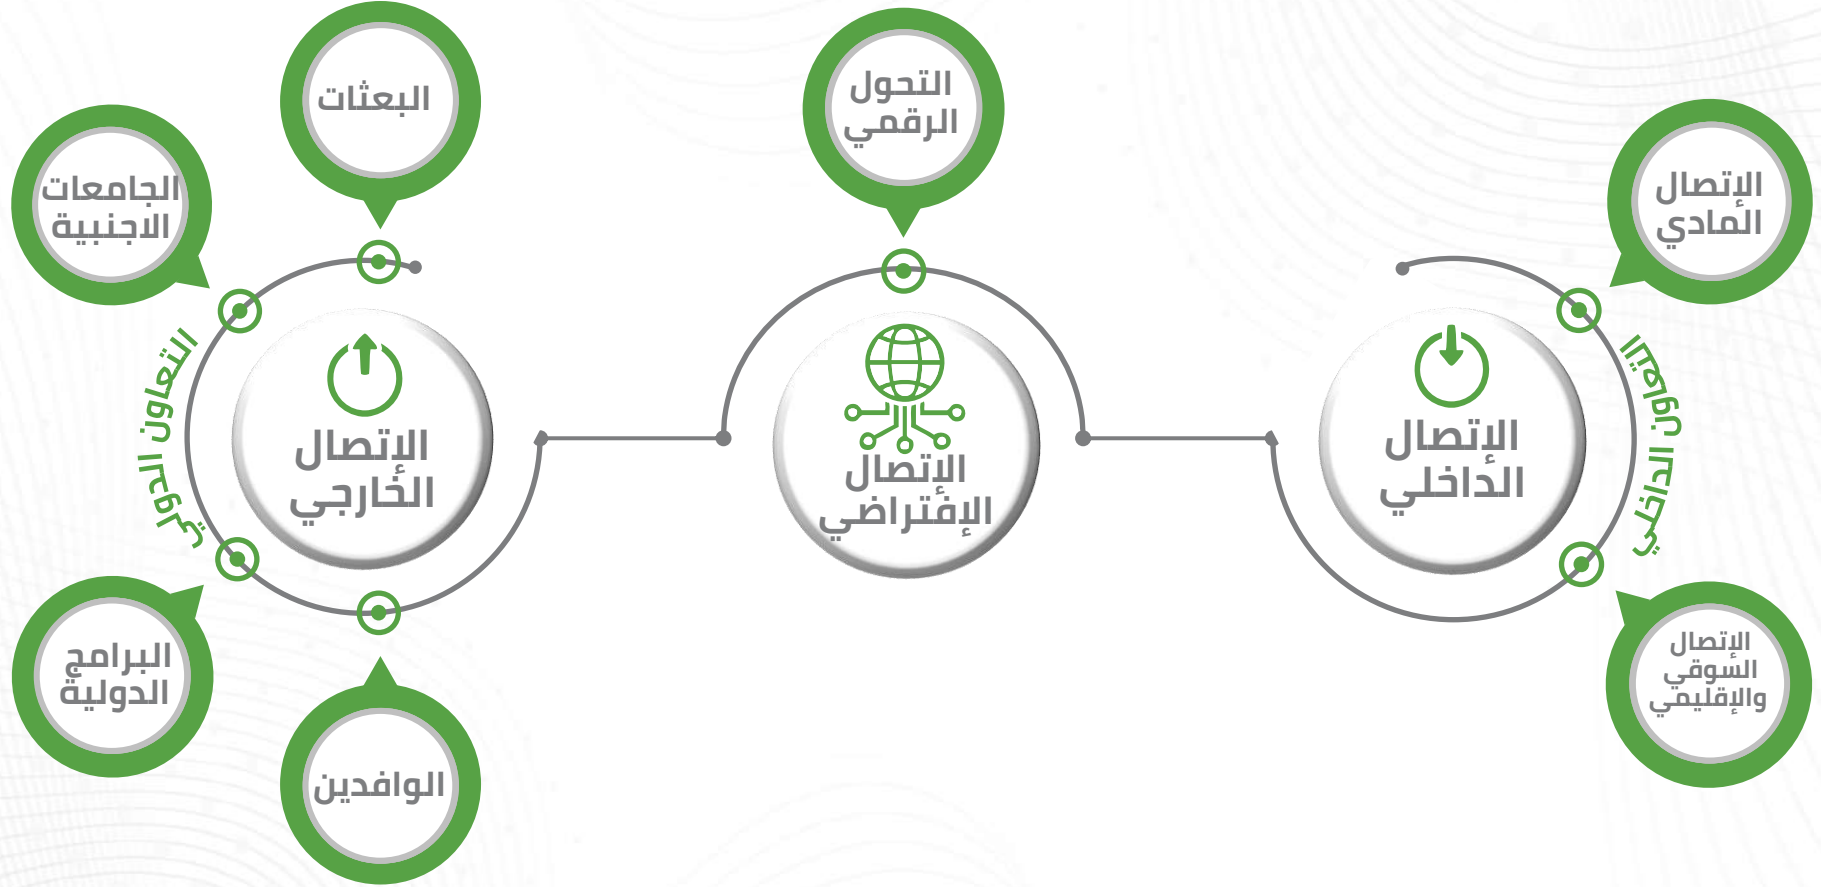 الإتصال
المادي
الإتصال
الداخلي
التعاون الداخلي
الإتصال
السوقي
والإقليمي
التحول
الرقمي
الإتصال
الإفتراضي
البعثات
الجامعات
الاجنبية
الإتصال
الخارجي
التعاون الدولي
البرامج
الدولية
الوافدين